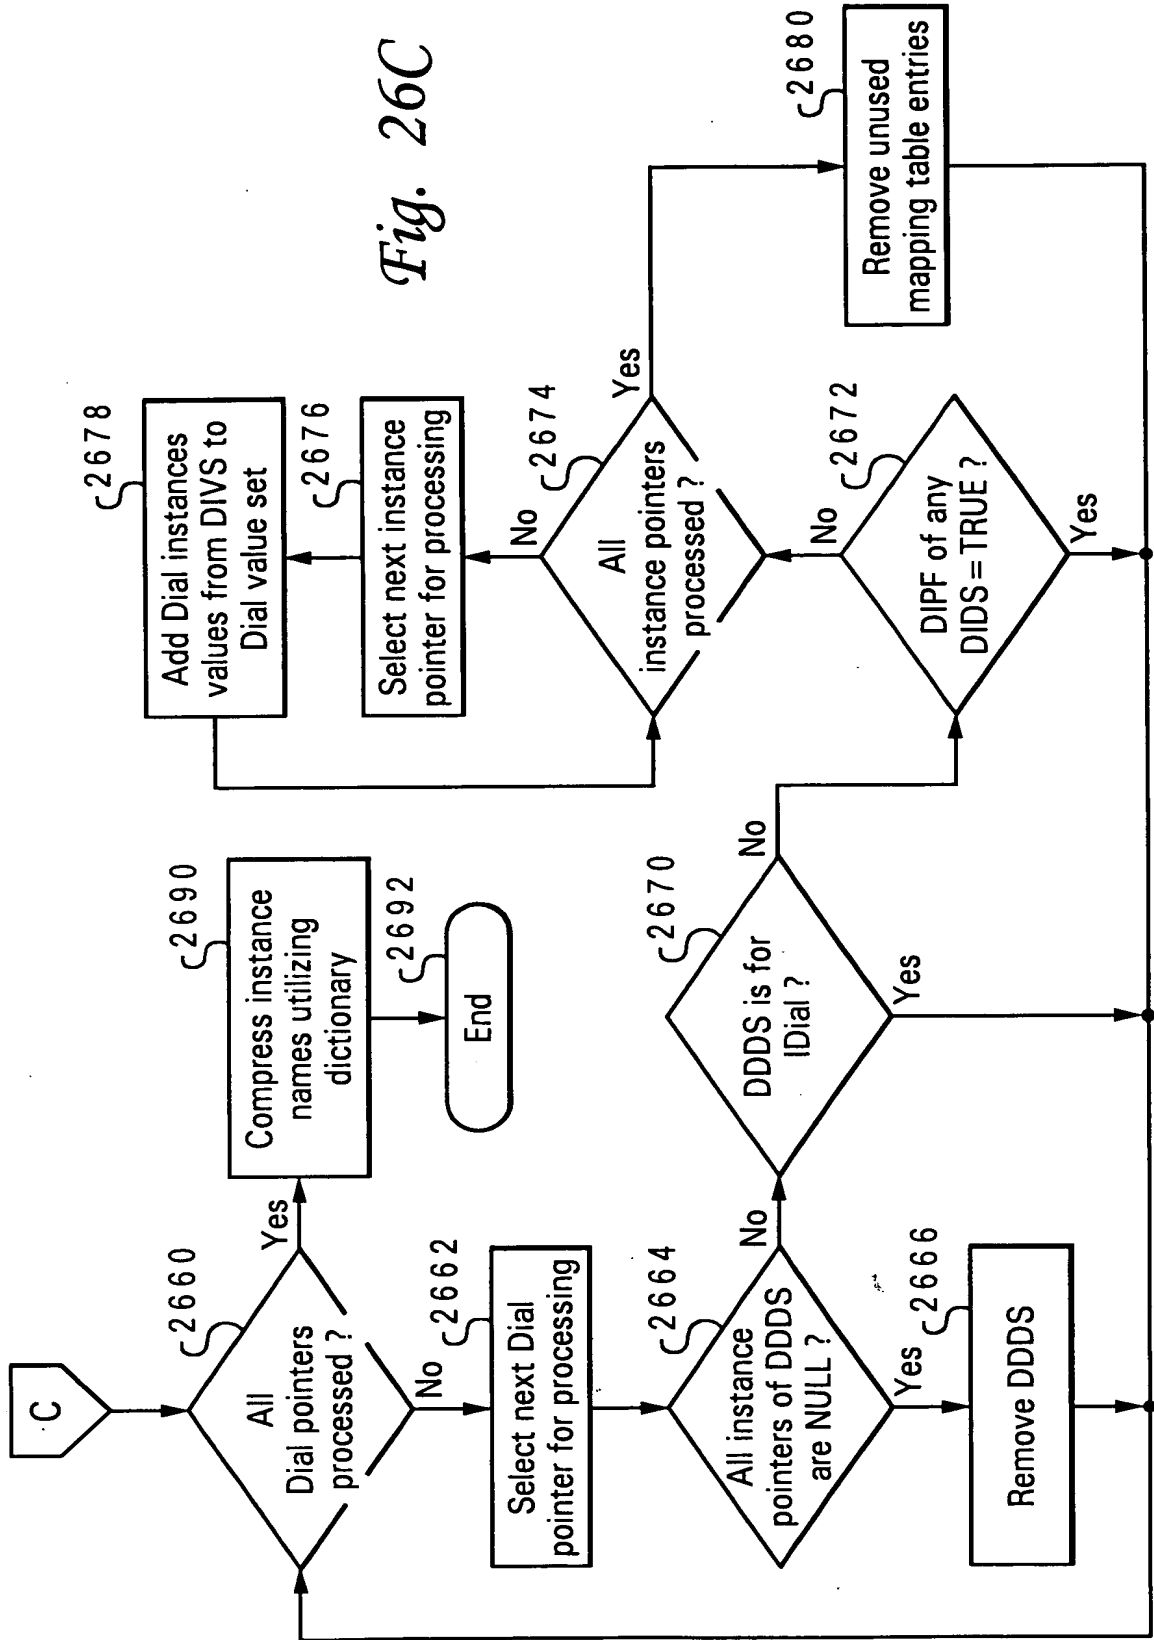 C
2660
All
Dial pointers
processed ?
Yes
No
2690
Compress instance
names utilizing
dictionary
2692
End
2662
Select next Dial
pointer for processing
2664
All instance
pointers of DDDS
are NULL ?
No
Yes
2666
Remove DDDS
2670
DDDS is for
IDial ?
No
Yes
2672
DIPF of any
DIDS = TRUE ?
No
Yes
2674
All
instance pointers
processed ?
No
Yes
2676
Select next instance
pointer for processing
2678
Add Dial instances
values from DIVS to
Dial value set
2680
Remove unused
mapping table entries
Fig. 26C